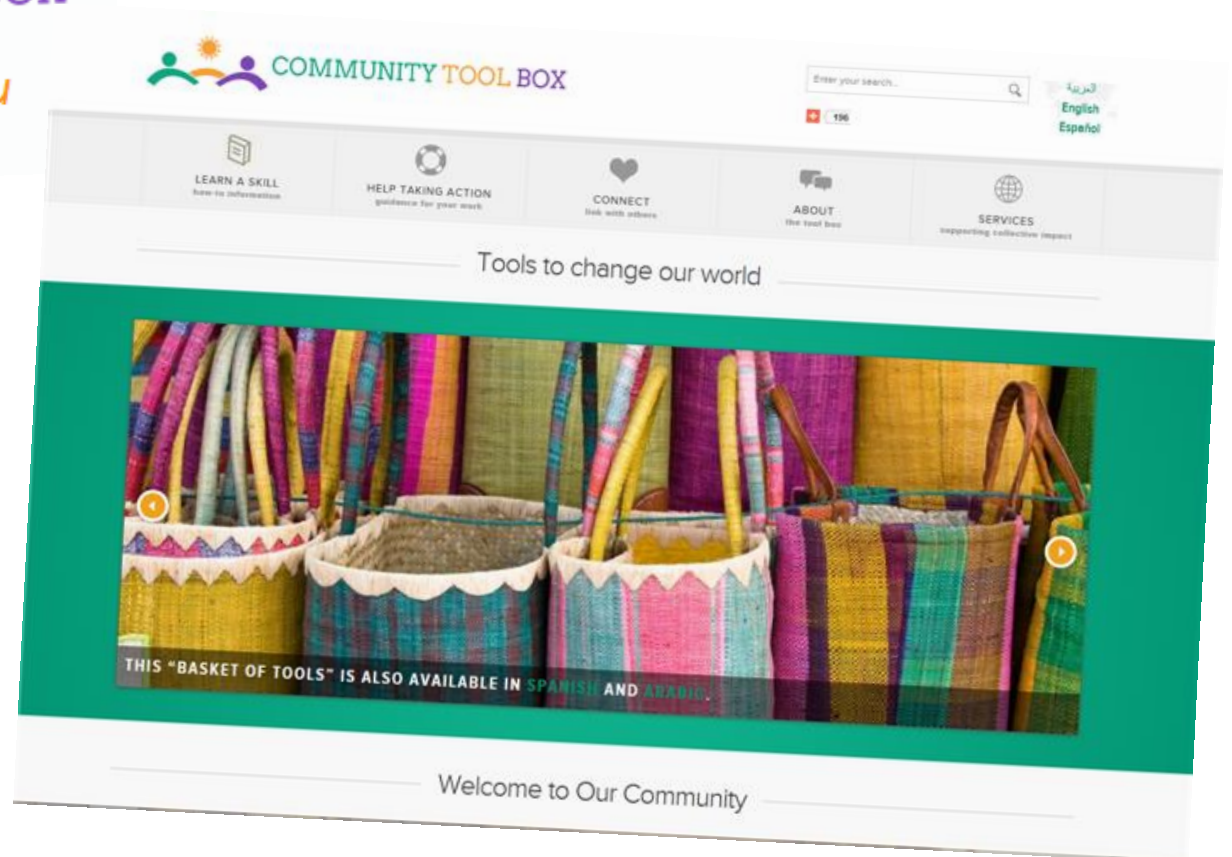 COMMUNITY TOOL BOX
Enter your search...
196
العربية
English
Español
LEARN A SKILL
how-to information
HELP TAKING ACTION
guidance for your work
CONNECT
link with others
ABOUT
the tool box
SERVICES
supporting collective impact
Tools to change our world
THIS "BASKET OF TOOLS" IS ALSO AVAILABLE IN SPANISH AND ARABIC.
Welcome to Our Community